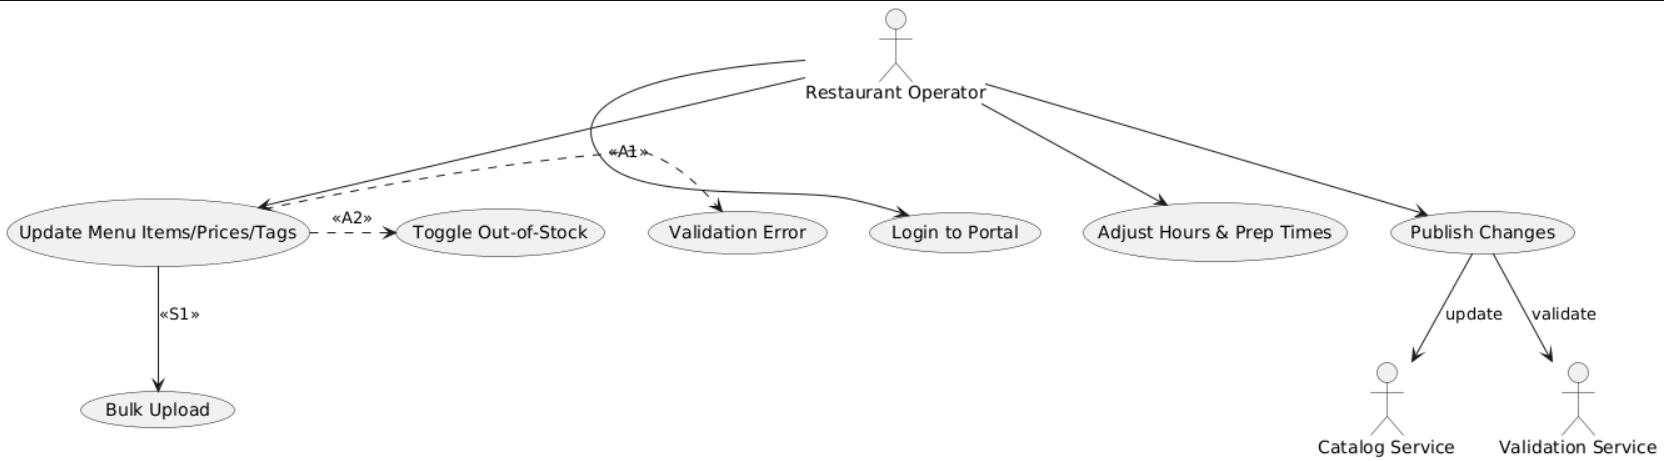 Restaurant Operator
«A1»
«A2»
Update Menu Items/Prices/Tags
Toggle Out-of-Stock
Validation Error
Login to Portal
Adjust Hours & Prep Times
Publish Changes
«S1»
update
validate
Bulk Upload
Catalog Service
Validation Service